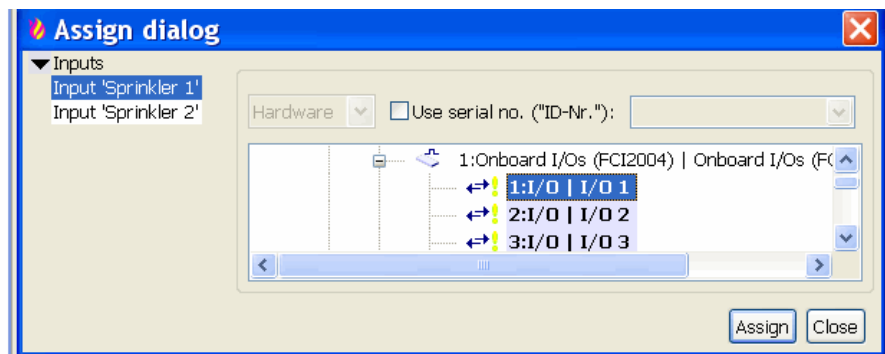 Assign dialog
Inputs
Input 'Sprinkler 1'
Input 'Sprinkler 2'
Hardware
Use serial no. ("ID-Nr."):
1:Onboard I/Os (FCI2004) | Onboard I/Os (F
1:I/O | I/O 1
2:I/O | I/O 2
3:I/O | I/O 3
Assign
Close